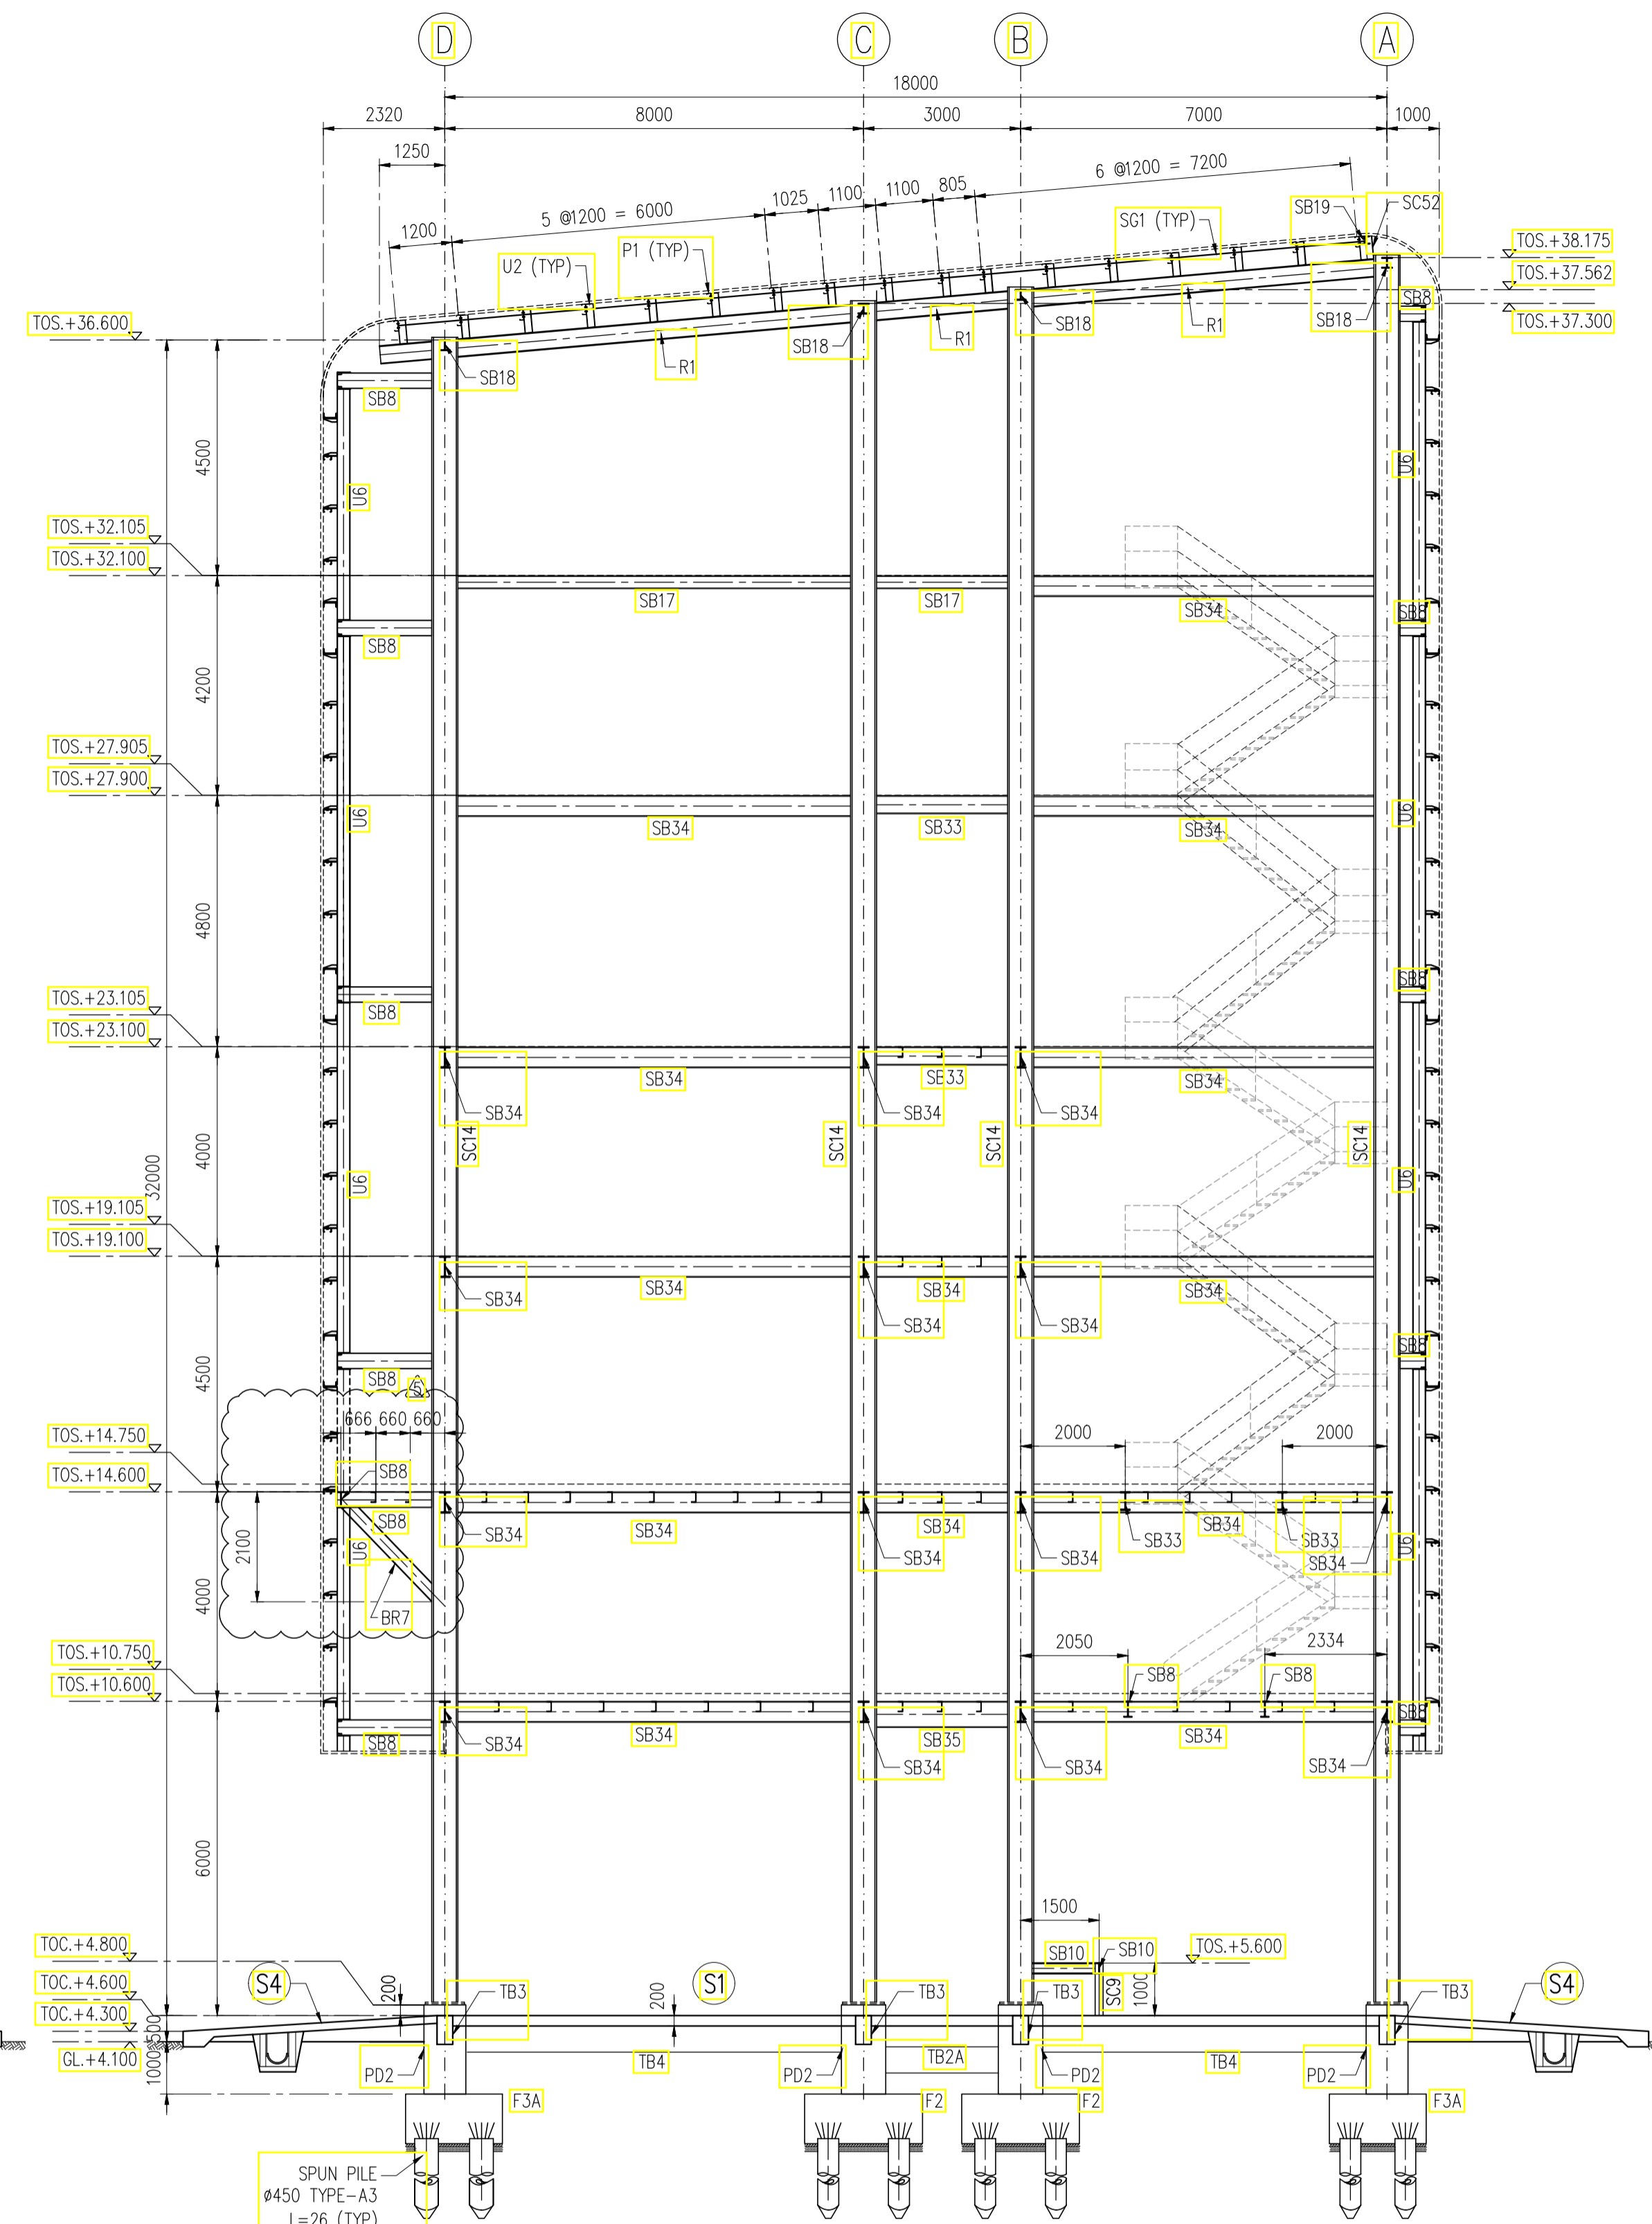 D
C
B
A
18000
2320
8000
3000
7000
1000
1250
6 @1200 = 7200
805
1100
1100
1025
5 @1200 = 6000
1200
SB19
SC52
SG1 (TYP)
P1 (TYP)
U2 (TYP)
TOS.+38.175
TOS.+37.562
TOS.+37.300
SB8
SB18
R1
SB18
R1
SB18
R1
SB18
TOS.+36.600
SB8
4500
U6
U6
TOS.+32.105
TOS.+32.100
SB17
SB17
SB34
SB8
SB8
4200
TOS.+27.905
TOS.+27.900
U6
SB34
SB33
SB34
U6
4800
SB8
SB8
TOS.+23.105
TOS.+23.100
SB34
SB33
SB34
SB34
SB34
SB34
4000
SC14
SC14
SC14
SC14
32000
U6
U6
TOS.+19.105
TOS.+19.100
SB34
SB34
SB34
SB34
SB34
SB34
4500
SB8
SB8
5
666
660
660
2000
2000
TOS.+14.750
TOS.+14.600
SB8
SB8
SB34
SB34
SB34
SB34
SB34
SB33
SB34
SB33
SB34
U6
U6
2100
4000
BR7
2050
2334
TOS.+10.750
TOS.+10.600
SB8
SB8
SB8
SB8
SB34
SB34
SB35
SB34
SB34
SB34
SB34
6000
1500
TOC.+4.800
TOC.+4.600
TOC.+4.300
GL.+4.100
SB10
SB10
TOS.+5.600
SC9
1000
S4
S1
S4
200
200
TB3
TB3
TB3
TB3
500
1000
PD2
TB4
PD2
TB2A
PD2
TB4
PD2
F3A
F2
F2
F3A
SPUN PILE
ø450 TYPE-A3
L=26 (TYP)